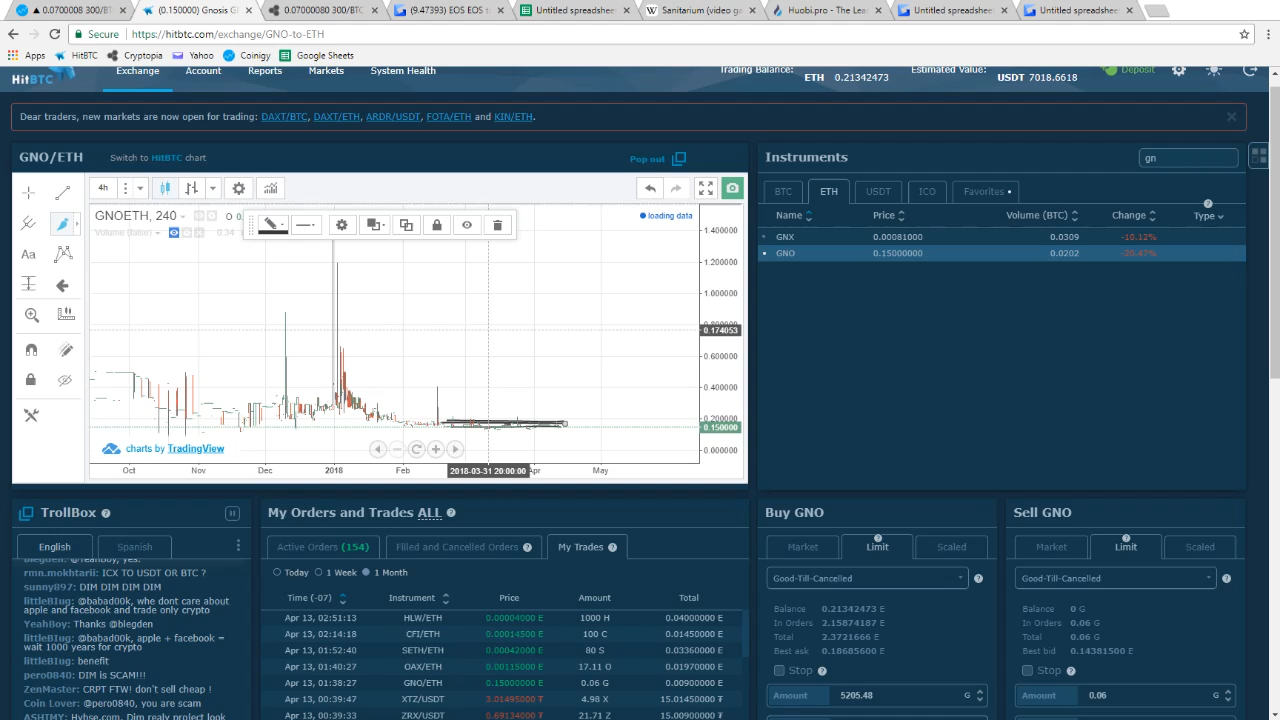 0.0700008 300/B
(0.150000) Gnosis G
0.07000080 300/BT
(9.47393) EOS EOS t
Untitled spreadshee
Sanitarium (video ga
Huobi.pro - The Lea
Untitled spreadshee
Untitled spreadshee
Secure https://hitbtc.com/exchange/GNO-to-ETH
Apps HitBTC Cryptopia Yahoo Coinigy Google Sheets
HitBTC Exchange Account Reports Markets System Health
Trading Balance: ETH 0.21342473 Estimated Value: USDT 7018.6618 Deposit
Dear traders, new markets are now open for trading: DAXT/BTC, DAXT/ETH, ARDR/USDT, FOTA/ETH and KIN/ETH.
GNO/ETH Switch to HitBTC chart Pop out
Instruments gn
4h
BTC ETH USDT ICO Favorites
GNOETH, 240
loading data
Name Price Volume (BTC) Change Type
Volume (false) 0.34
GNX 0.00081000 0.0309 -18.12%
GNO 0.15000000 0.0202 -20.47%
Aa
1.400000
1.200000
1.000000
0.174053
0.600000
0.400000
0.200000
0.150000
0.000000
charts by TradingView
Oct Nov Dec 2018 Feb 2018-03-31 20:00:00 Apr May
TrollBox
English Spanish
rmn.mokhtarii: ICX TO USDT OR BTC ?
sunny897: DIM DIM DIM DIM
littleBIug: @babad00k, whe dont care about
apple and facebook and trade only crypto
YeahBoy: Thanks @blegden
littleBIug: @babad00k, apple + facebook =
wait 1000 years for crypto
littleBIug: benefit
pero0840: DIM is SCAM!!!
ZenMaster: CRPT FTW! don't sell cheap !
Coin Lover: @pero0840, you are scam
ASHTMY: Hvbse.com, Dim realy project look
My Orders and Trades ALL
Active Orders (154) Filled and Cancelled Orders My Trades
Today 1 Week 1 Month
Time (-07) Instrument Price Amount Total
Apr 13, 02:51:13 HLW/ETH 0.00004000 E 1000 H 0.04000000 E
Apr 13, 02:14:18 CFI/ETH 0.00014500 E 100 C 0.01450000 E
Apr 13, 01:52:40 SETH/ETH 0.00042000 E 80 S 0.03360000 E
Apr 13, 01:40:27 OAX/ETH 0.00115000 E 17.11 O 0.01970000 E
Apr 13, 01:38:27 GNO/ETH 0.15000000 E 0.06 G 0.00900000 E
Apr 13, 00:39:47 XTZ/USDT 3.01495000 ₮ 4.98 X 15.01450000 ₮
Apr 13, 00:39:33 ZRX/USDT 0.69134000 ₮ 21.71 Z 15.00910000 ₮
Buy GNO
Market Limit Scaled
Good-Till-Cancelled
Balance 0.21342423 E
In Orders 2.15874187 E
Total 2.3721666 E
Best ask 0.18685600 E
Stop
Amount 5205.48 G
Sell GNO
Market Limit Scaled
Good-Till-Cancelled
Balance 0 G
In Orders 0.06 G
Total 0.06 G
Best bid 0.14381500 E
Stop
Amount 0.06 G